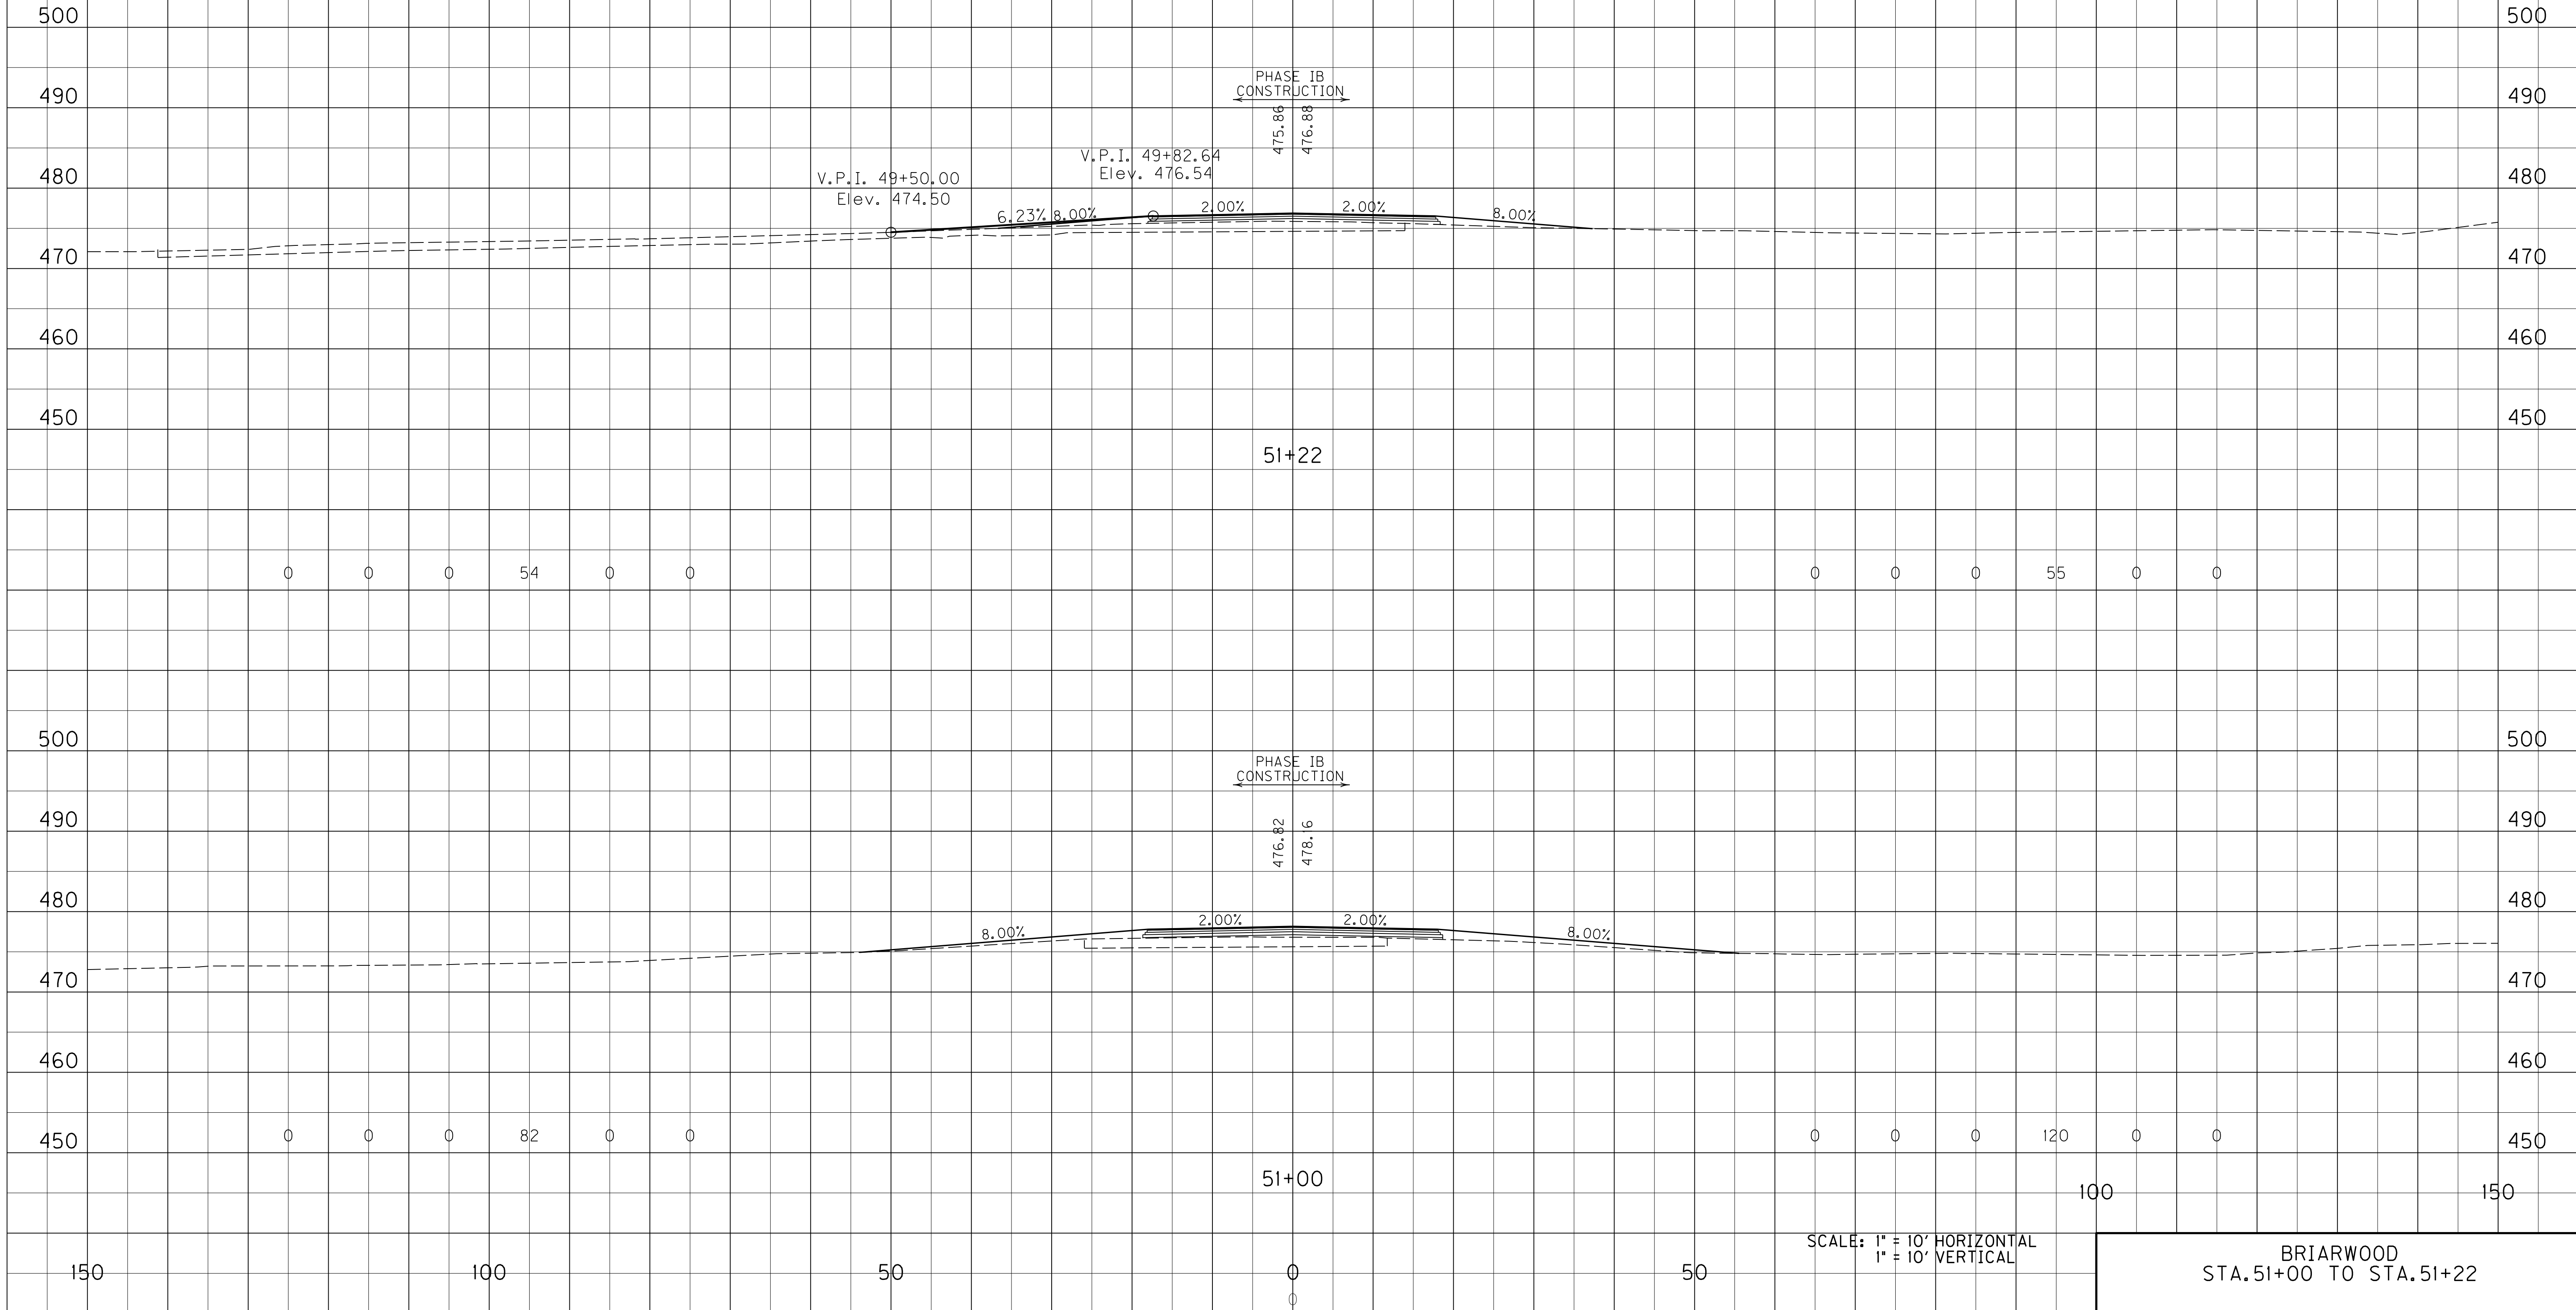 500 500
PHASE IB
CONSTRUCTION
490 490
475.86 476.88
V.P.I. 49+82.64
Elev. 476.54
V.P.I. 49+50.00
Elev. 474.50
480 480
6.23% 8.00% 2.00% 2.00% 8.00%
470 470
460 460
450 450
51+22
0 0 0 54 0 0 0 0 0 55 0 0
500 500
PHASE IB
CONSTRUCTION
490 490
476.82 478.16
480 480
8.00% 2.00% 2.00% 8.00%
470 470
460 460
0 0 0 82 0 0 0 0 0 120 0 0
450 450
51+00
100 150
SCALE: 1" = 10' HORIZONTAL
1" = 10' VERTICAL
150 100 50 0 50
0
BRIARWOOD
STA.51+00 TO STA.51+22